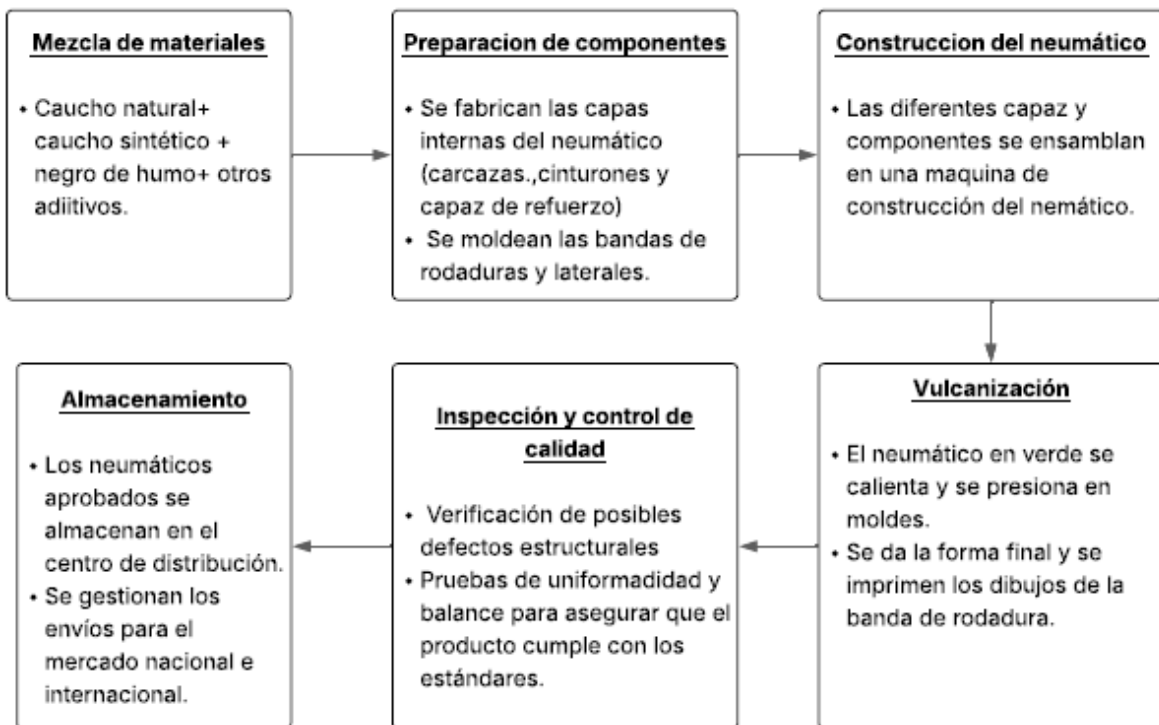 Mezcla de materiales
• Caucho natural+
caucho sintético +
negro de humo+ otros
adiitivos.
Preparacion de componentes
• Se fabrican las capas
internas del neumático
(carcazas.,cinturones y
capaz de refuerzo)
• Se moldean las bandas de
rodaduras y laterales.
Construccion del neumático
• Las diferentes capaz y
componentes se ensamblan
en una maquina de
construcción del nemático.
Vulcanización
• El neumático en verde se
calienta y se presiona en
moldes.
• Se da la forma final y se
imprimen los dibujos de la
banda de rodadura.
Inspección y control de
calidad
• Verificación de posibles
defectos estructurales
• Pruebas de uniformadidad y
balance para asegurar que el
producto cumple con los
estándares.
Almacenamiento
• Los neumáticos
aprobados se
almacenan en el
centro de distribución.
• Se gestionan los
envíos para el
mercado nacional e
internacional.